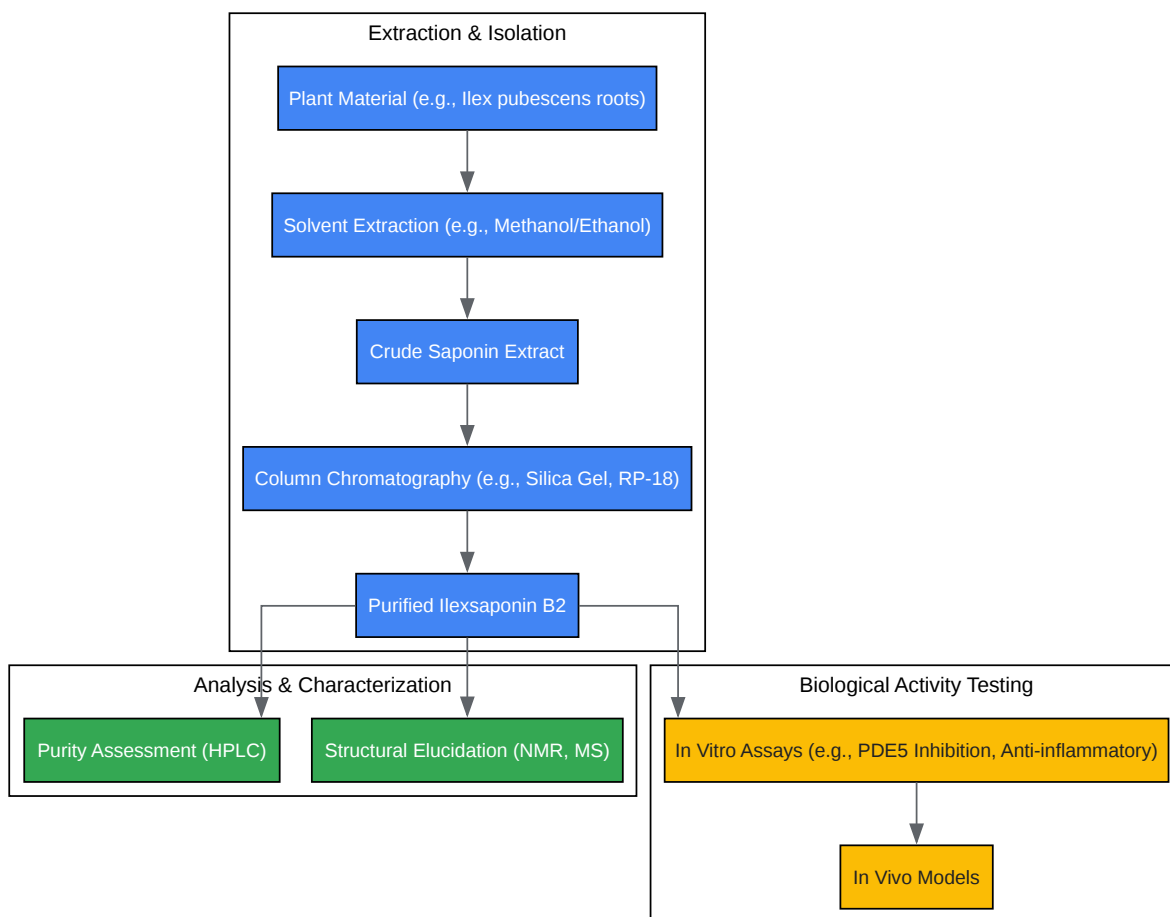 Extraction & Isolation
Plant Material (e.g., Ilex pubescens roots)
Solvent Extraction (e.g., Methanol/Ethanol)
Crude Saponin Extract
Column Chromatography (e.g., Silica Gel, RP-18)
Purified Ilexsaponin B2
Analysis & Characterization
Purity Assessment (HPLC)
Structural Elucidation (NMR, MS)
Biological Activity Testing
In Vitro Assays (e.g., PDE5 Inhibition, Anti-inflammatory)
In Vivo Models